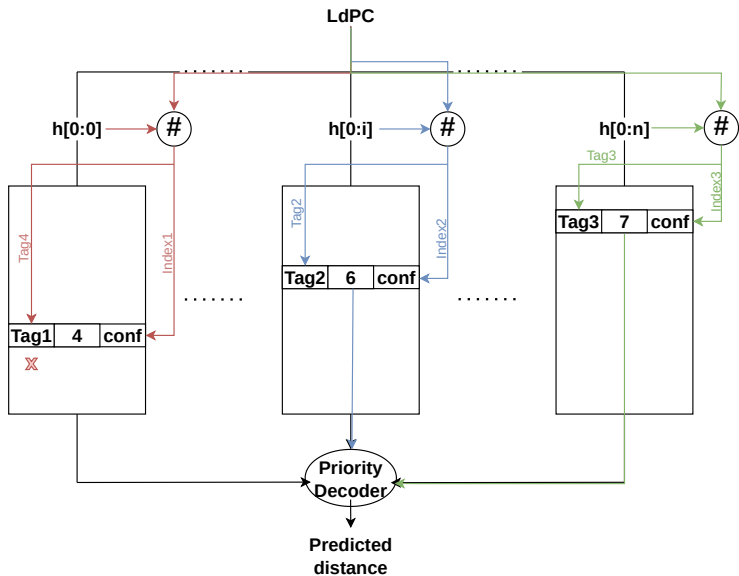 LdPC
h[0:0]
#
h[0:i]
#
h[0:n]
#
Tag3
Tag4
Index1
Tag2
Index2
Index3
Tag3 7 conf
Tag2 6 conf
Tag1 4 conf
X
Priority
Decoder
Predicted
distance